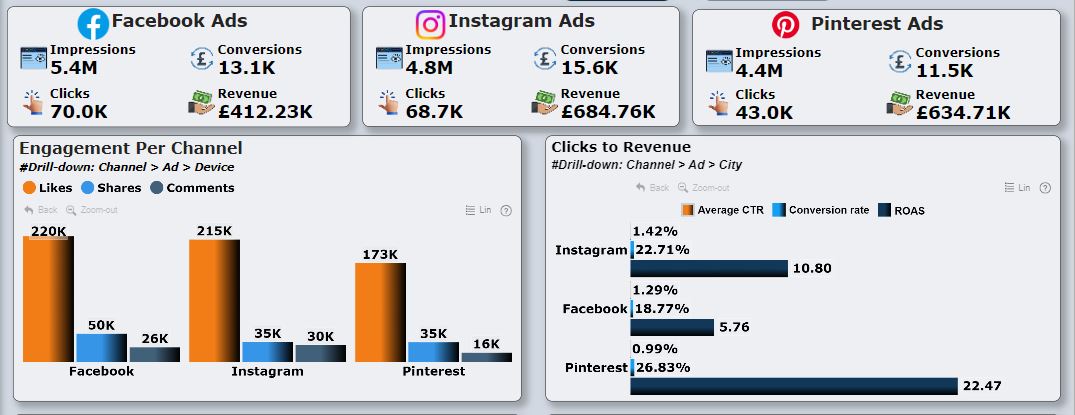 Facebook Ads
Impressions
5.4M
Conversions
13.1K
Clicks
70.0K
Revenue
£412.23K
Instagram Ads
Impressions
4.8M
Conversions
15.6K
Clicks
68.7K
Revenue
£684.76K
Pinterest Ads
Impressions
4.4M
Conversions
11.5K
Clicks
43.0K
Revenue
£634.71K
Engagement Per Channel
#Drill-down: Channel > Ad > Device
Likes Shares Comments
Back Zoom-out Lin ?
220K
50K
26K
215K
35K
30K
173K
35K
16K
Facebook Instagram Pinterest
Clicks to Revenue
#Drill-down: Channel > Ad > City
Back Zoom-out Lin ?
Average CTR Conversion rate ROAS
1.42%
Instagram 22.71%
10.80
1.29%
Facebook 18.77%
5.76
0.99%
Pinterest 26.83%
22.47